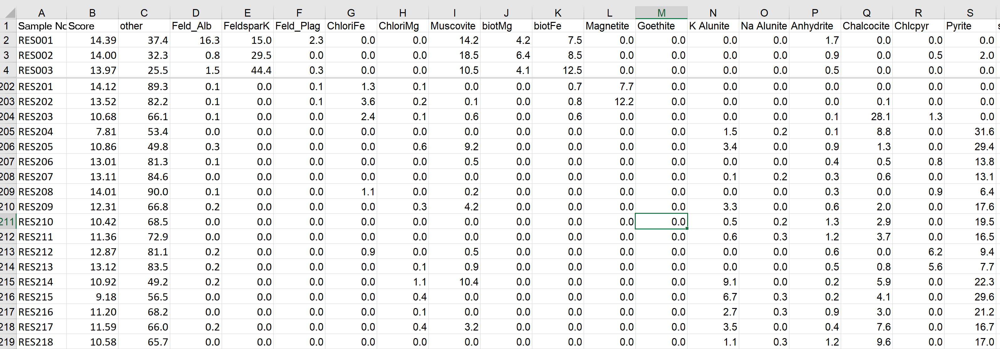 A B C D E F G H I J K L M N O P Q R S
1 Sample No Score other Feld_Alb FeldsparK Feld_Plag ChloriFe ChloriMg Muscovite biotMg biotFe Magnetite Goethite K Alunite Na Alunite Anhydrite Chalcocite Chlcpyr Pyrite
2 RES001 14.39 37.4 16.3 15.0 2.3 0.0 0.0 14.2 4.2 7.5 0.0 0.0 0.0 0.0 1.7 0.0 0.0 0.0
3 RES002 14.00 32.3 0.8 29.5 0.0 0.0 0.0 18.5 6.4 8.5 0.0 0.0 0.0 0.0 0.9 0.0 0.5 2.0
4 RES003 13.97 25.5 1.5 44.4 0.3 0.0 0.0 10.5 4.1 12.5 0.0 0.0 0.0 0.0 0.5 0.0 0.0 0.0
202 RES201 14.12 89.3 0.1 0.0 0.1 1.3 0.1 0.0 0.0 0.7 7.7 0.0 0.0 0.0 0.0 0.0 0.0 0.0
203 RES202 13.52 82.2 0.1 0.0 0.1 3.6 0.2 0.1 0.0 0.8 12.2 0.0 0.0 0.0 0.0 0.1 0.0 0.0
204 RES203 10.68 66.1 0.1 0.0 0.0 2.4 0.1 0.6 0.0 0.6 0.0 0.0 0.0 0.0 0.1 28.1 1.3 0.0
205 RES204 7.81 53.4 0.0 0.0 0.0 0.0 0.0 0.0 0.0 0.0 0.0 0.0 1.5 0.2 0.1 8.8 0.0 31.6
206 RES205 10.86 49.8 0.3 0.0 0.0 0.0 0.6 9.2 0.0 0.0 0.0 0.0 3.4 0.0 0.9 1.3 0.0 29.4
207 RES206 13.01 81.3 0.1 0.0 0.0 0.0 0.0 0.5 0.0 0.0 0.0 0.0 0.0 0.0 0.4 0.5 0.8 13.8
208 RES207 13.11 84.6 0.0 0.0 0.0 0.0 0.0 0.0 0.0 0.0 0.0 0.0 0.1 0.2 0.3 0.6 0.0 13.1
209 RES208 14.01 90.0 0.1 0.0 0.0 1.1 0.0 0.2 0.0 0.0 0.0 0.0 0.0 0.0 0.3 0.0 0.9 6.4
210 RES209 12.31 66.8 0.2 0.0 0.0 0.0 0.3 4.2 0.0 0.0 0.0 0.0 3.3 0.0 0.6 2.0 0.0 17.6
211 RES210 10.42 68.5 0.0 0.0 0.0 0.0 0.0 0.0 0.0 0.0 0.0 0.0 0.5 0.2 1.3 2.9 0.0 19.5
212 RES211 11.36 72.9 0.0 0.0 0.0 0.0 0.0 0.0 0.0 0.0 0.0 0.0 0.6 0.3 1.2 3.7 0.0 16.5
213 RES212 12.87 81.1 0.2 0.0 0.0 0.9 0.0 0.5 0.0 0.0 0.0 0.0 0.0 0.0 0.6 0.0 6.2 9.4
214 RES213 13.12 83.5 0.2 0.0 0.0 0.0 0.1 0.9 0.0 0.0 0.0 0.0 0.0 0.0 0.5 0.8 5.6 7.7
215 RES214 10.92 49.2 0.2 0.0 0.0 0.0 1.1 10.4 0.0 0.0 0.0 0.0 9.1 0.0 0.2 5.9 0.0 22.3
216 RES215 9.18 56.5 0.0 0.0 0.0 0.0 0.4 0.0 0.0 0.0 0.0 0.0 6.7 0.3 0.2 4.1 0.0 29.6
217 RES216 11.20 68.2 0.0 0.0 0.0 0.0 0.1 0.0 0.0 0.0 0.0 0.0 2.7 0.3 0.9 3.0 0.0 21.2
218 RES217 11.59 66.0 0.2 0.0 0.0 0.0 0.4 3.2 0.0 0.0 0.0 0.0 3.5 0.0 0.4 7.6 0.0 16.7
219 RES218 10.58 65.7 0.0 0.0 0.0 0.0 0.0 0.0 0.0 0.0 0.0 0.0 1.1 0.3 1.2 9.6 0.0 17.0